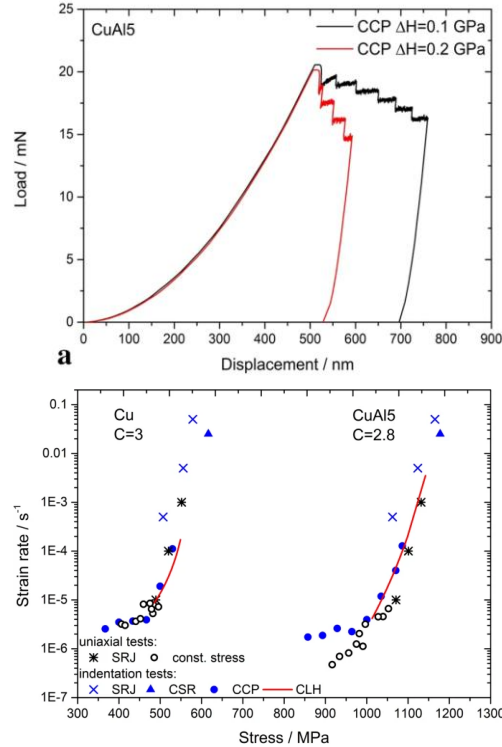 CuAl5
CCP ΔH=0.1 GPa
CCP ΔH=0.2 GPa
25
20
15
10
5
0
Load / mN
0 100 200 300 400 500 600 700 800 900
Displacement / nm
a
Cu
C=3
CuAl5
C=2.8
0.1
0.01
1E-3
1E-4
1E-5
1E-6
1E-7
Strain rate / s⁻¹
uniaxial tests:
SRJ const. stress
indentation tests:
SRJ CSR CCP CLH
300 400 500 600 700 800 900 1000 1100 1200 1300
Stress / MPa